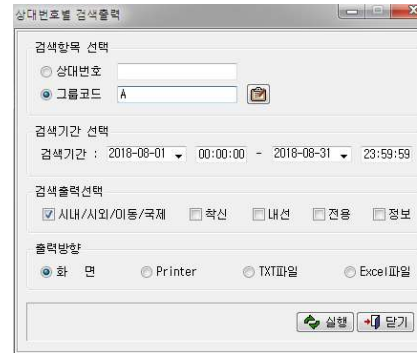 상대번호별 검색출력
검색항목 선택
상대번호
그룹코드 A
검색기간 선택
검색기간 : 2018-08-01 00:00:00 - 2018-08-31 23:59:59
검색출력선택
시내/시외/이동/국제 착신 내선 전용 정보
출력방향
화 면 Printer TXT파일 Excel파일
실행 닫기